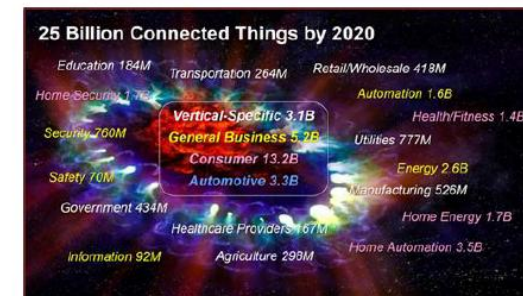 25 Billion Connected Things by 2020
Education 184M
Transportation 264M
Retail/Wholesale 418M
Home Security 1.7B
Automation 1.6B
Vertical-Specific 3.1B
Health/Fitness 1.4B
Security 760M
General Business 5.2B
Utilities 777M
Consumer 13.2B
Energy 2.6B
Safety 70M
Automotive 3.3B
Manufacturing 526M
Government 434M
Home Energy 1.7B
Healthcare Providers 167M
Home Automation 3.5B
Information 92M
Agriculture 298M